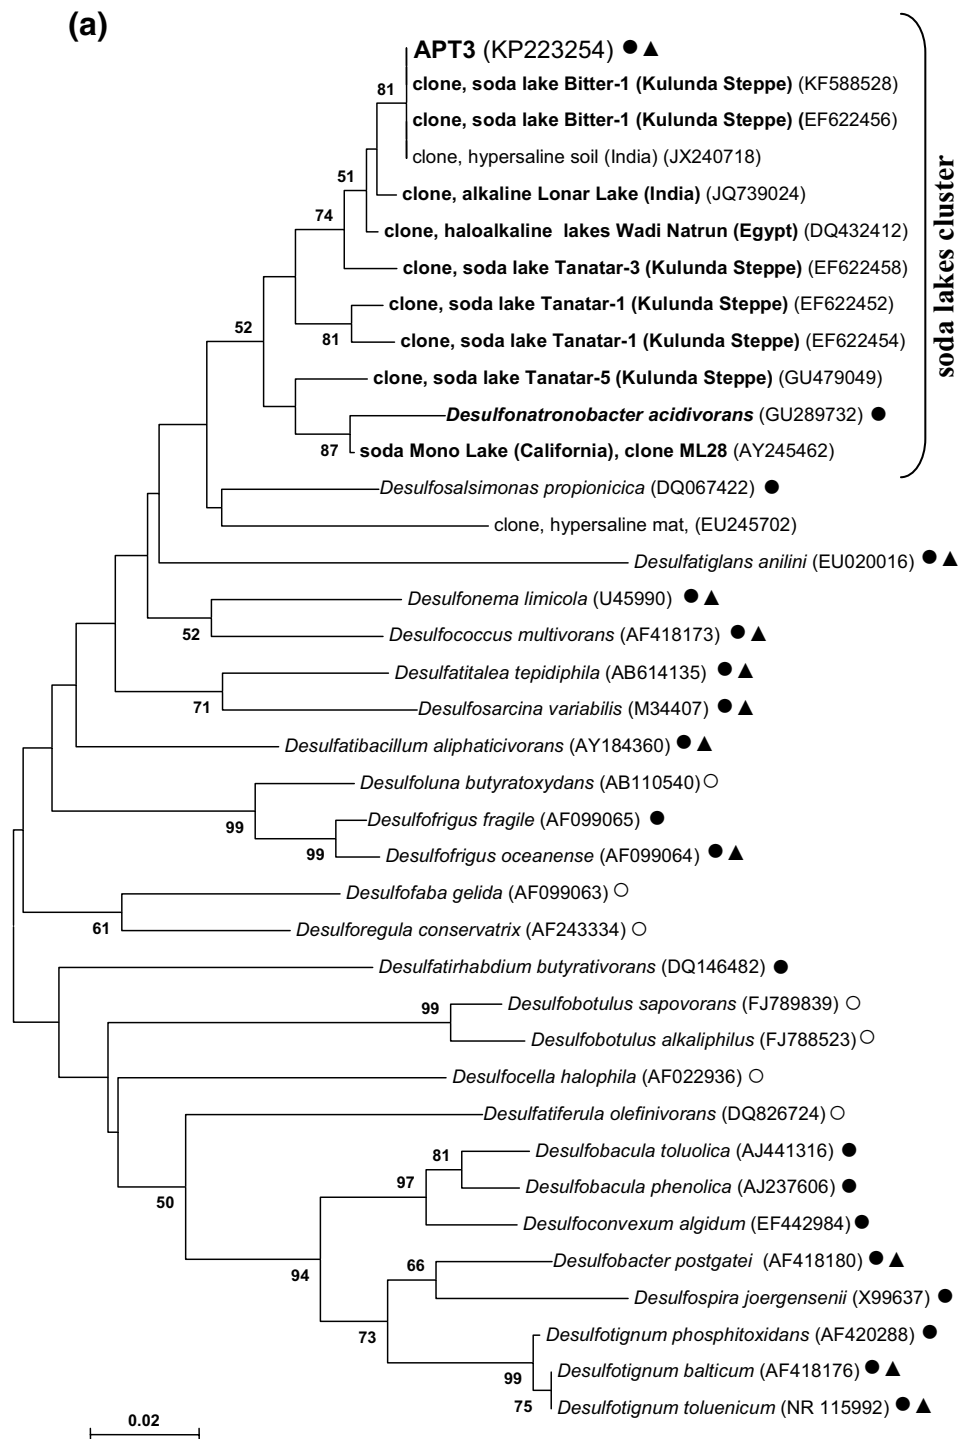 (a)
APT3 (KP223254) ●▲
clone, soda lake Bitter-1 (Kulunda Steppe) (KF588528)
81
clone, soda lake Bitter-1 (Kulunda Steppe) (EF622456)
clone, hypersaline soil (India) (JX240718)
51
clone, alkaline Lonar Lake (India) (JQ739024)
74
clone, haloalkaline lakes Wadi Natrun (Egypt) (DQ432412)
clone, soda lake Tanatar-3 (Kulunda Steppe) (EF622458)
soda lakes cluster
clone, soda lake Tanatar-1 (Kulunda Steppe) (EF622452)
52
81
clone, soda lake Tanatar-1 (Kulunda Steppe) (EF622454)
clone, soda lake Tanatar-5 (Kulunda Steppe) (GU479049)
Desulfonatronobacter acidivorans (GU289732) ●
87
soda Mono Lake (California), clone ML28 (AY245462)
Desulfosalsimonas propionicica (DQ067422) ●
clone, hypersaline mat, (EU245702)
Desulfatiglans anilini (EU020016) ●▲
Desulfonema limicola (U45990) ●▲
52
Desulfococcus multivorans (AF418173) ●▲
Desulfatitalea tepidiphila (AB614135) ●▲
71
Desulfosarcina variabilis (M34407) ●▲
Desulfatibacillum aliphaticivorans (AY184360) ●▲
Desulfoluna butyratoxydans (AB110540) ○
99
Desulfofrigus fragile (AF099065) ●
99
Desulfofrigus oceanense (AF099064) ●▲
Desulfofaba gelida (AF099063) ○
61
Desulforegula conservatrix (AF243334) ○
Desulfatirhabdium butyrativorans (DQ146482) ●
99
Desulfobotulus sapovorans (FJ789839) ○
Desulfobotulus alkaliphilus (FJ788523) ○
Desulfocella halophila (AF022936) ○
Desulfatiferula olefinivorans (DQ826724) ○
81
Desulfobacula toluolica (AJ441316) ●
97
Desulfobacula phenolica (AJ237606) ●
50
Desulfoconvexum algidum (EF442984) ●
66
Desulfobacter postgatei (AF418180) ●▲
94
Desulfospira joergensenii (X99637) ●
73
Desulfotignum phosphitoxidans (AF420288) ●
99
Desulfotignum balticum (AF418176) ●▲
75
Desulfotignum toluenicum (NR 115992) ●▲
0.02